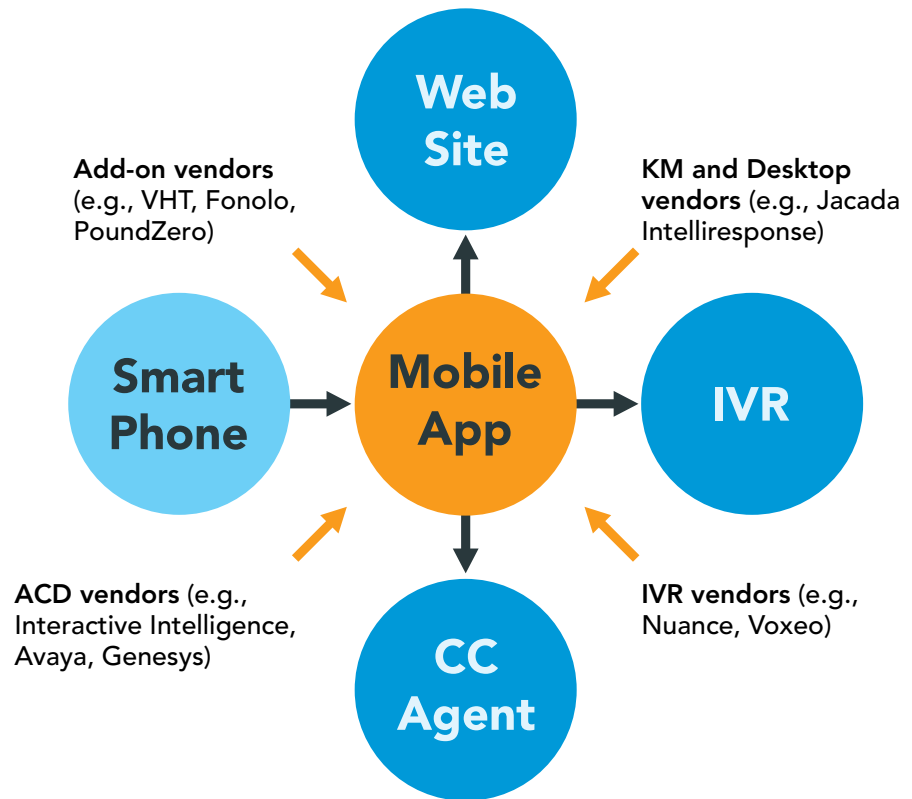 Web
Site
Add-on vendors
(e.g., VHT, Fonolo,
PoundZero)
KM and Desktop
vendors (e.g., Jacada
Intelliresponse)
Smart
Phone
Mobile
App
IVR
ACD vendors (e.g.,
Interactive Intelligence,
Avaya, Genesys)
IVR vendors (e.g.,
Nuance, Voxeo)
CC
Agent